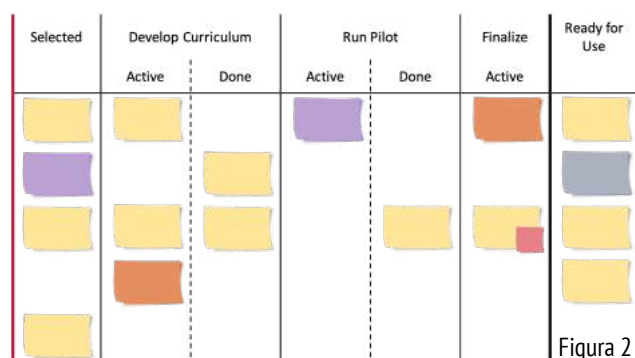 Selected
Develop Curriculum
Run Pilot
Finalize
Ready for
Use
Active
Done
Active
Done
Active
Figura 2